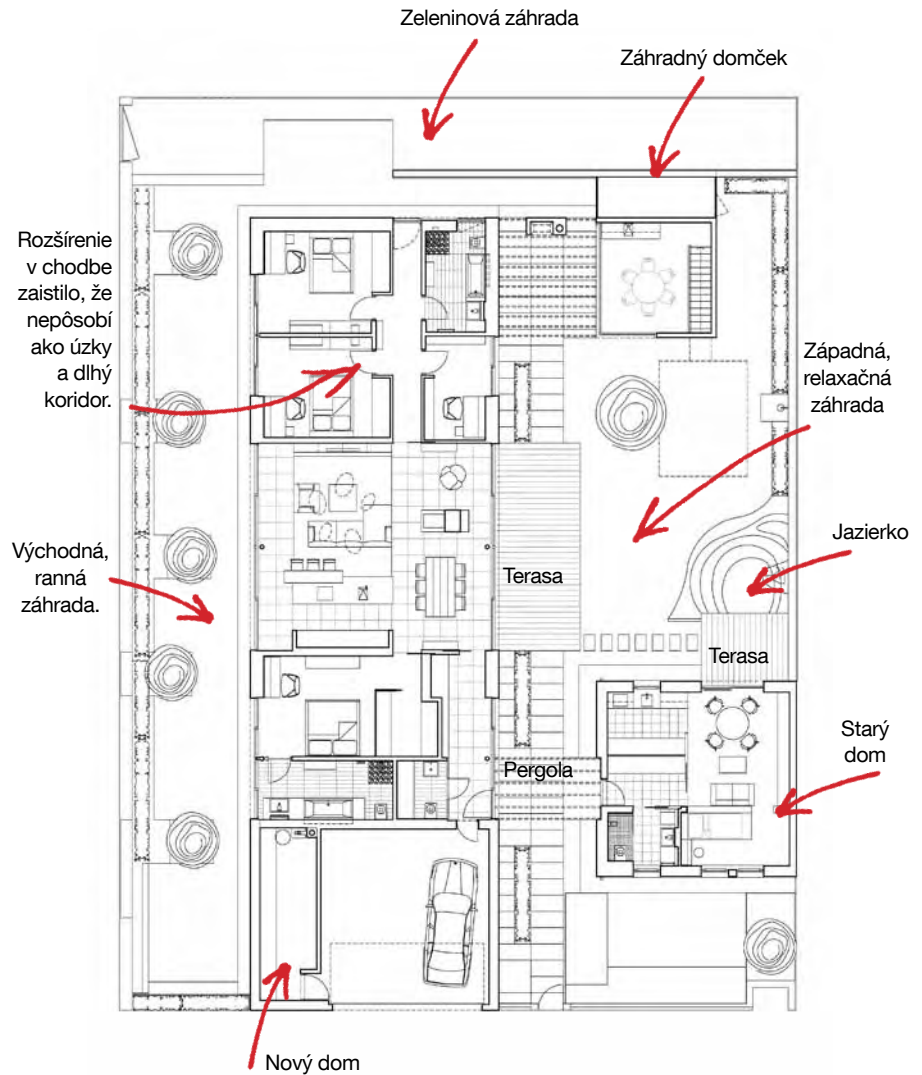 Zeleninová záhrada
Záhradný domček
Rozšírenie
v chodbe
zaistilo, že
nepôsobí
ako úzky
a dlhý
koridor.
Západná,
relaxačná
záhrada
Jazierko
Východná,
ranná
záhrada.
Terasa
Terasa
Starý
dom
Pergola
Nový dom